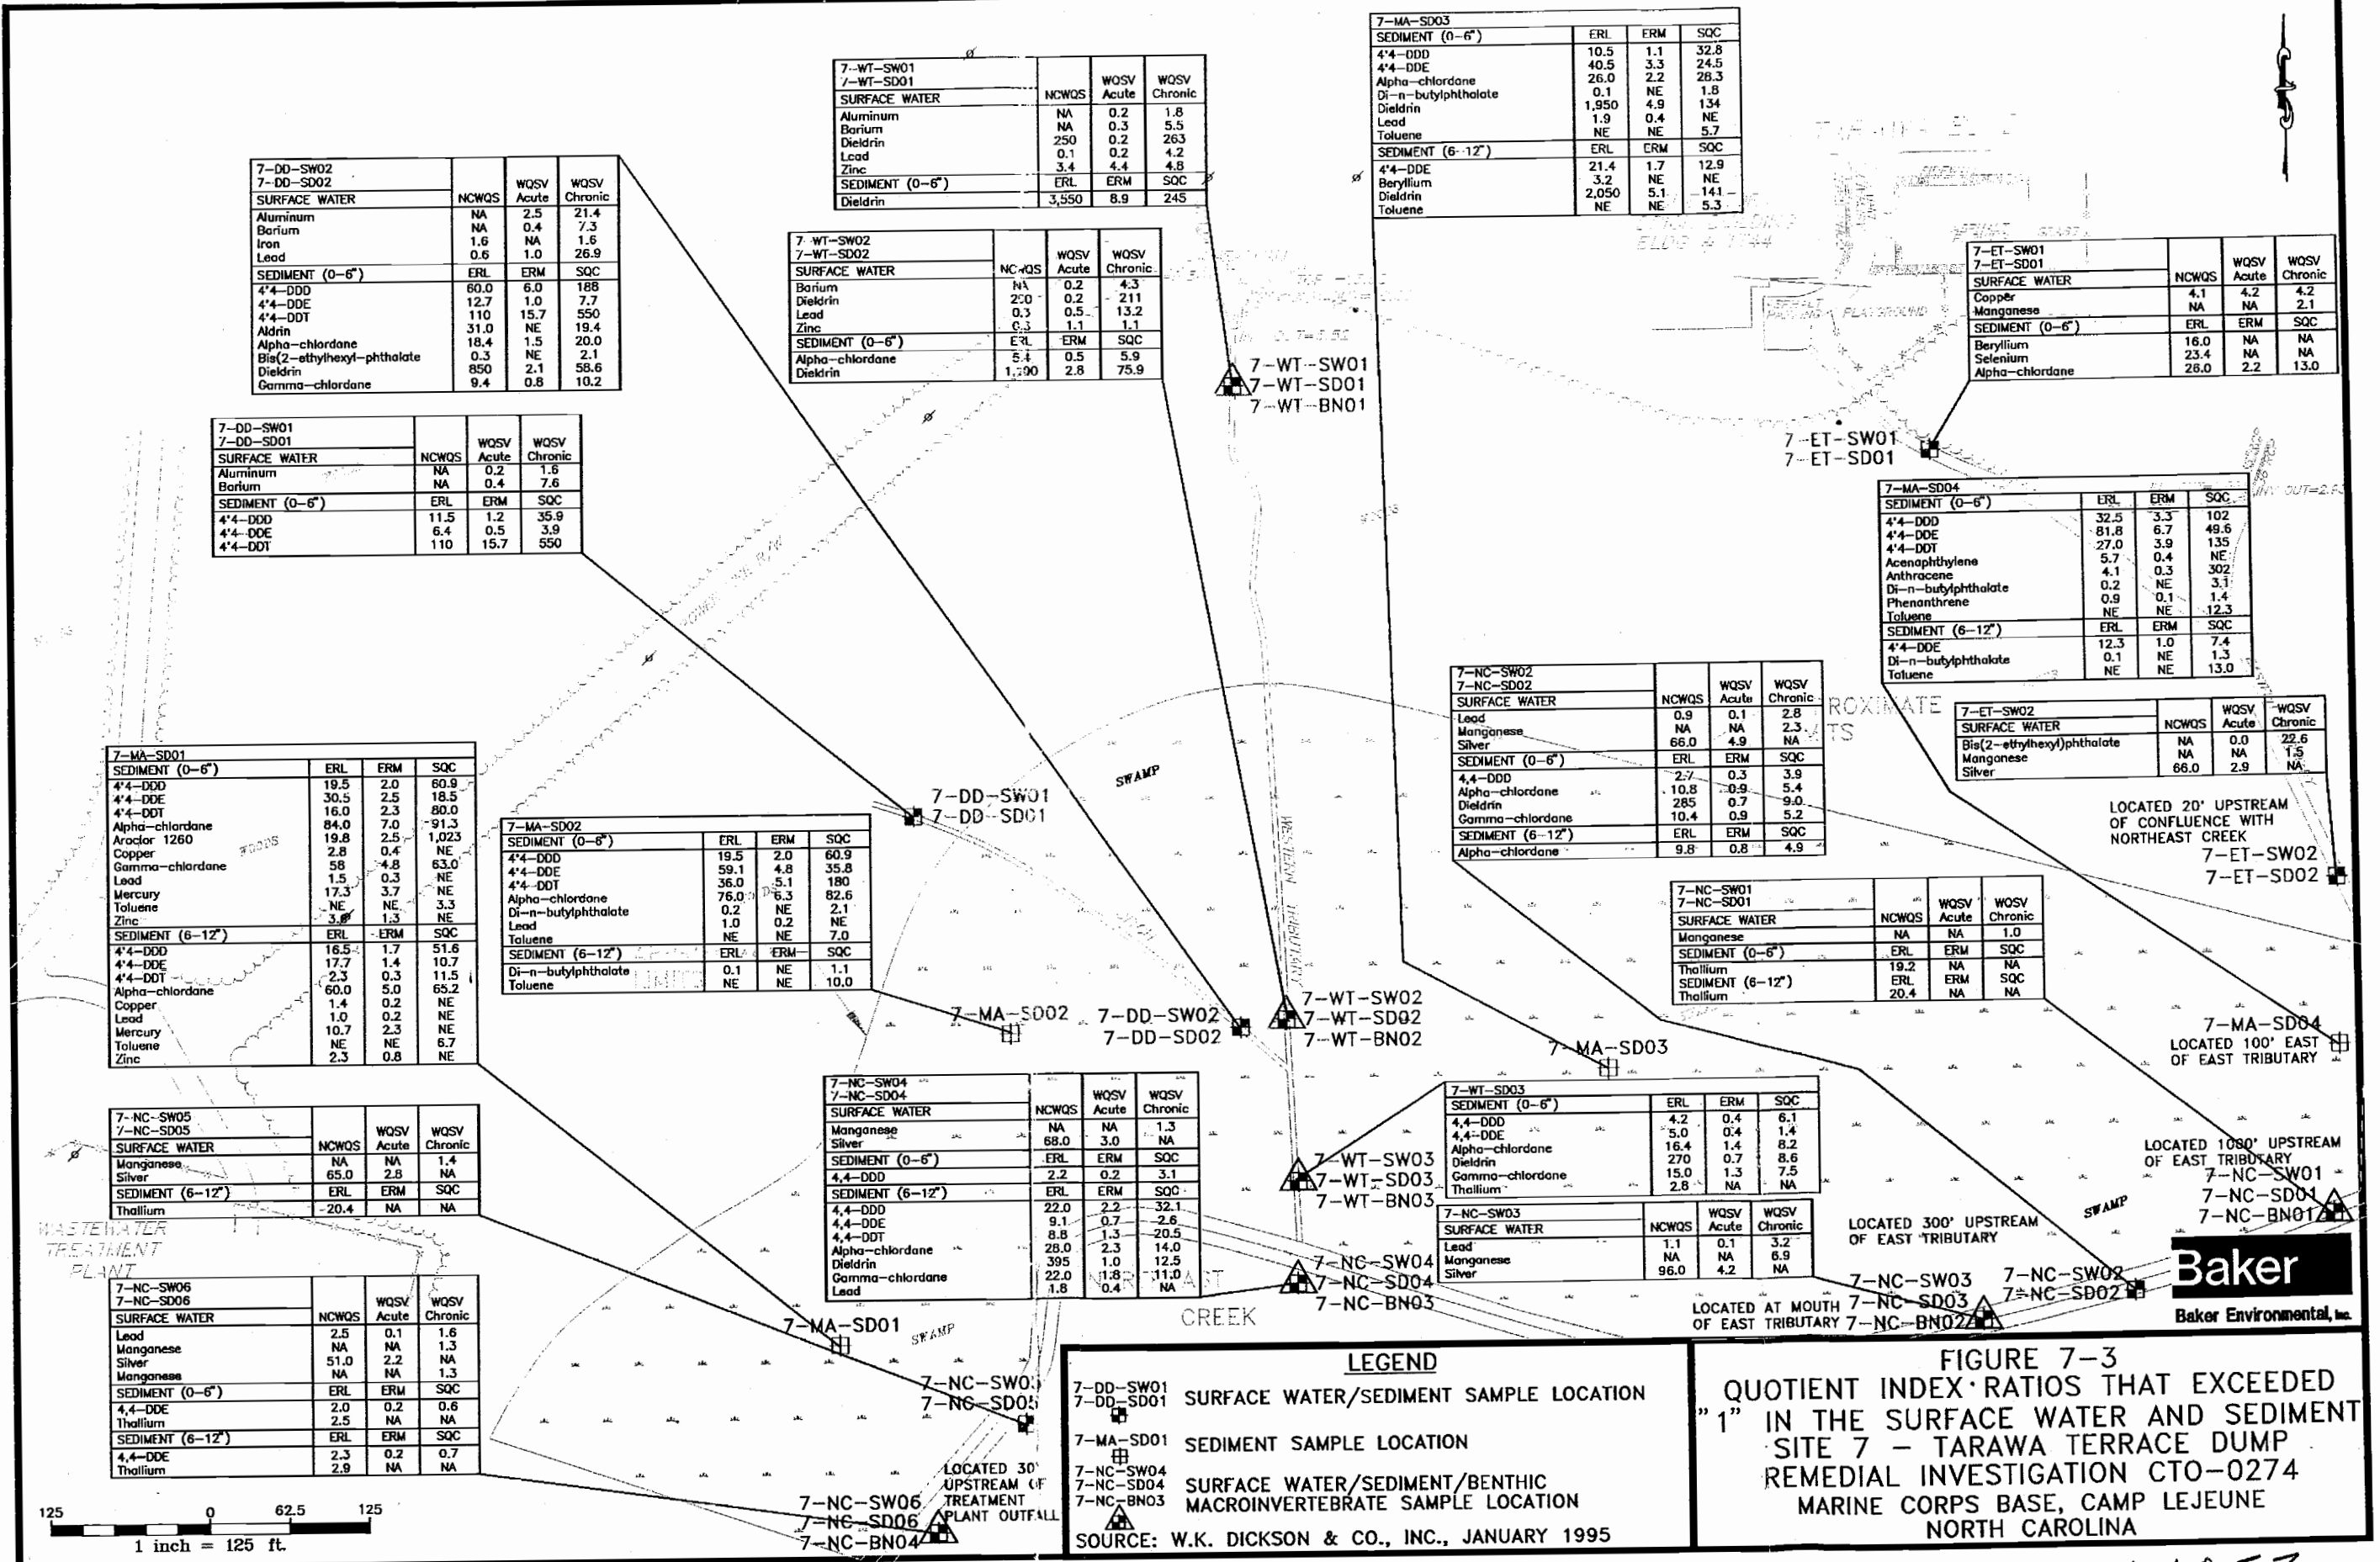 7-DD-SW02
7-DD-SD02
SURFACE WATER NCWQS WQSV Acute WQSV Chronic
Aluminum NA 2.5 21.4
Barium NA 0.4 7.3
Iron 1.6 NA 1.6
Lead 0.6 1.0 26.9
SEDIMENT (0-6") ERL ERM SQC
4'4-DDD 60.0 6.0 188
4'4-DDE 12.7 1.0 7.7
4'4-DDT 110 15.7 550
Aldrin 31.0 NE 19.4
Alpha-chlordane 18.4 1.5 20.0
Bis(2-ethylhexyl-phthalate 0.3 NE 2.1
Dieldrin 850 2.1 58.6
Gamma-chlordane 9.4 0.8 10.2
7-WT-SW01
7-WT-SD01
SURFACE WATER NCWQS WQSV Acute WQSV Chronic
Aluminum NA 0.2 1.8
Barium NA 0.3 5.5
Dieldrin 250 0.2 263
Lead 0.1 0.2 4.2
Zinc 3.4 4.4 4.8
SEDIMENT (0-6") ERL ERM SQC
Dieldrin 3,550 8.9 245
7-WT-SW02
7-WT-SD02
SURFACE WATER NCWQS WQSV Acute WQSV Chronic
Barium NA 0.2 4.3
Dieldrin 0.2 211
Lead 0.3 0.5 13.2
Zinc 1.1 1.1
SEDIMENT (0-6") ERL ERM SQC
Alpha-chlordane 5.4 0.5 5.9
Dieldrin 2.8 75.9
7-MA-SD03
SEDIMENT (0-6") ERL ERM SQC
4'4-DDD 10.5 1.1 32.8
4'4-DDE 40.5 3.3 24.5
Alpha-chlordane 26.0 2.2 28.3
Di-n-butylphthalate 0.1 NE 1.8
Dieldrin 1,950 4.9 134
Lead 1.9 0.4 NE
Toluene NE NE 5.7
SEDIMENT (6-12") ERL ERM SQC
4'4-DDE 21.4 1.7 12.9
Beryllium 3.2 NE NE
Dieldrin 2,050 5.1 141
Toluene NE NE 5.3
7-ET-SW01
7-ET-SD01
SURFACE WATER NCWQS WQSV Acute WQSV Chronic
Copper 4.1 4.2 4.2
Manganese NA NA 2.1
SEDIMENT (0-6") ERL ERM SQC
Beryllium 16.0 NA NA
Selenium 23.4 NA NA
Alpha-chlordane 26.0 2.2 13.0
7-DD-SW01
7-DD-SD01
SURFACE WATER NCWQS WQSV Acute WQSV Chronic
Aluminum NA 0.2 1.6
Barium NA 0.4 7.6
SEDIMENT (0-6") ERL ERM SQC
4'4-DDD 11.5 1.2 35.9
4'4-DDE 6.4 0.5 3.9
4'4-DDT 110 15.7 550
7-WT-SW01
7-WT-SD01
7-WT-BN01
PLAYGROUND
7-ET-SW01
7-ET-SD01
7-MA-SD04
SEDIMENT (0-6") ERL ERM SQC
4'4-DDD 32.5 3.3 102
4'4-DDE 81.8 6.7 49.6
4'4-DDT 27.0 3.9 135
Acenaphthylene 5.7 0.4 NE
Anthracene 4.1 0.3 302
Di-n-butylphthalate 0.2 NE 3.1
Phenanthrene 0.9 0.1 1.4
Toluene NE NE 12.3
SEDIMENT (6-12") ERL ERM SQC
4'4-DDE 12.3 1.0 7.4
Di-n-butylphthalate 0.1 NE 1.3
Toluene NE NE 13.0
7-NC-SW02
7-NC-SD02
SURFACE WATER NCWQS WQSV Acute WQSV Chronic
Lead 0.9 0.1 2.8
Manganese NA NA 2.3
Silver 66.0 4.9 NA
SEDIMENT (0-6") ERL ERM SQC
4,4-DDD 2.7 0.3 3.9
Alpha-chlordane 10.8 0.9 5.4
Dieldrin 285 0.7 9.0
Gamma-chlordane 10.4 0.9 5.2
SEDIMENT (6-12") ERL ERM SQC
Alpha-chlordane 9.8 0.8 4.9
7-ET-SW02
SURFACE WATER NCWQS WQSV Acute WQSV Chronic
Bis(2-ethylhexyl)phthalate NA 0.0 22.6
Manganese NA NA 1.5
Silver 66.0 2.9 NA
LOCATED 20' UPSTREAM
OF CONFLUENCE WITH
NORTHEAST CREEK
7-ET-SW02
7-ET-SD02
7-MA-SD01
SEDIMENT (0-6") ERL ERM SQC
4'4-DDD 19.5 2.0 60.9
4'4-DDE 30.5 2.5 18.5
4'4-DDT 16.0 2.3 80.0
Alpha-chlordane 84.0 7.0 91.3
Aroclor 1260 19.8 2.5 1,023
Copper 2.8 0.4 NE
Gamma-chlordane 58 4.8 63.0
Lead 1.5 0.3 NE
Mercury 17.3 3.7 NE
Toluene NE NE 3.3
Zinc 1.3 NE
SEDIMENT (6-12") ERL ERM SQC
4'4-DDD 16.5 1.7 51.6
4'4-DDE 17.7 1.4 10.7
4'4-DDT 2.3 0.3 11.5
Alpha-chlordane 60.0 5.0 65.2
Copper 1.4 0.2 NE
Lead 1.0 0.2 NE
Mercury 10.7 2.3 NE
Toluene NE NE 6.7
Zinc 2.3 0.8 NE
WOODS
SWAMP
7-DD-SW01
7-DD-SD01
7-MA-SD02
SEDIMENT (0-6") ERL ERM SQC
4'4-DDD 19.5 2.0 60.9
4'4-DDE 59.1 4.8 35.8
4'4-DDT 36.0 5.1 180
Alpha-chlordane 76.0 6.3 82.6
Di-n-butylphthalate 0.2 NE 2.1
Lead 1.0 0.2 NE
Toluene NE NE 7.0
SEDIMENT (6-12") ERL ERM SQC
Di-n-butylphthalate 0.1 NE 1.1
Toluene NE NE 10.0
7-NC-SW01
7-NC-SD01
SURFACE WATER NCWQS WQSV Acute WQSV Chronic
Manganese NA NA 1.0
SEDIMENT (0-6") ERL ERM SQC
Thallium 19.2 NA NA
SEDIMENT (6-12") ERL ERM SQC
Thallium 20.4 NA NA
WESTERN TRIBUTARY
7-MA-SD02
7-DD-SW02
7-DD-SD02
7-WT-SW02
7-WT-SD02
7-WT-BN02
7-MA-SD03
7-MA-SD04
LOCATED 100' EAST
OF EAST TRIBUTARY
7-NC-SW05
7-NC-SD05
SURFACE WATER NCWQS WQSV Acute WQSV Chronic
Manganese NA NA 1.4
Silver 65.0 2.8 NA
SEDIMENT (6-12") ERL ERM SQC
Thallium 20.4 NA NA
7-NC-SW04
7-NC-SD04
SURFACE WATER NCWQS WQSV Acute WQSV Chronic
Manganese NA NA 1.3
Silver 68.0 3.0 NA
SEDIMENT (0-6") ERL ERM SQC
4,4-DDD 2.2 0.2 3.1
SEDIMENT (6-12") ERL ERM SQC
4,4-DDD 22.0 2.2 32.1
4,4-DDE 9.1 0.7 2.6
4,4-DDT 8.8 1.3 20.5
Alpha-chlordane 28.0 2.3 14.0
Dieldrin 395 1.0 12.5
Gamma-chlordane 22.0 1.8 11.0
Lead 1.8 0.4 NA
7-WT-SD03
SEDIMENT (0-6") ERL ERM SQC
4,4-DDD 4.2 0.4 6.1
4,4-DDE 5.0 0.4 1.4
Alpha-chlordane 16.4 1.4 8.2
Dieldrin 270 0.7 8.6
Gamma-chlordane 15.0 1.3 7.5
Thallium 2.8 NA NA
7-WT-SW03
7-WT-SD03
7-WT-BN03
7-NC-SW03
SURFACE WATER NCWQS WQSV Acute WQSV Chronic
Lead 1.1 0.1 3.2
Manganese NA NA 6.9
Silver 96.0 4.2 NA
LOCATED 1000' UPSTREAM
OF EAST TRIBUTARY
7-NC-SW01
7-NC-SD01
7-NC-BN01
SWAMP
LOCATED 300' UPSTREAM
OF EAST TRIBUTARY
WASTEWATER
TREATMENT
PLANT
7-NC-SW04
7-NC-SD04
7-NC-BN03
CREEK
LOCATED AT MOUTH
OF EAST TRIBUTARY
7-NC-SW03
7-NC-SD03
7-NC-BN02
7-NC-SW02
7-NC-SD02
Baker
Baker Environmental, Inc.
7-NC-SW06
7-NC-SD06
SURFACE WATER NCWQS WQSV Acute WQSV Chronic
Lead 2.5 0.1 1.6
Manganese NA NA 1.3
Silver 51.0 2.2 NA
Manganese NA NA 1.3
SEDIMENT (0-6") ERL ERM SQC
4,4-DDE 2.0 0.2 0.6
Thallium 2.5 NA NA
SEDIMENT (6-12") ERL ERM SQC
4,4-DDE 2.3 0.2 0.7
Thallium 2.9 NA NA
7-MA-SD01
SWAMP
7-NC-SW05
7-NC-SD05
LOCATED 30'
UPSTREAM OF
TREATMENT
PLANT OUTFALL
7-NC-SW06
7-NC-SD06
7-NC-BN04
125 0 62.5 125
1 inch = 125 ft.
LEGEND
7-DD-SW01
7-DD-SD01
SURFACE WATER/SEDIMENT SAMPLE LOCATION
7-MA-SD01
SEDIMENT SAMPLE LOCATION
7-NC-SW04
7-NC-SD04
7-NC-BN03
SURFACE WATER/SEDIMENT/BENTHIC
MACROINVERTEBRATE SAMPLE LOCATION
SOURCE: W.K. DICKSON & CO., INC., JANUARY 1995
FIGURE 7-3
QUOTIENT INDEX RATIOS THAT EXCEEDED
"1" IN THE SURFACE WATER AND SEDIMENT
SITE 7 - TARAWA TERRACE DUMP
REMEDIAL INVESTIGATION CTO-0274
MARINE CORPS BASE, CAMP LEJEUNE
NORTH CAROLINA